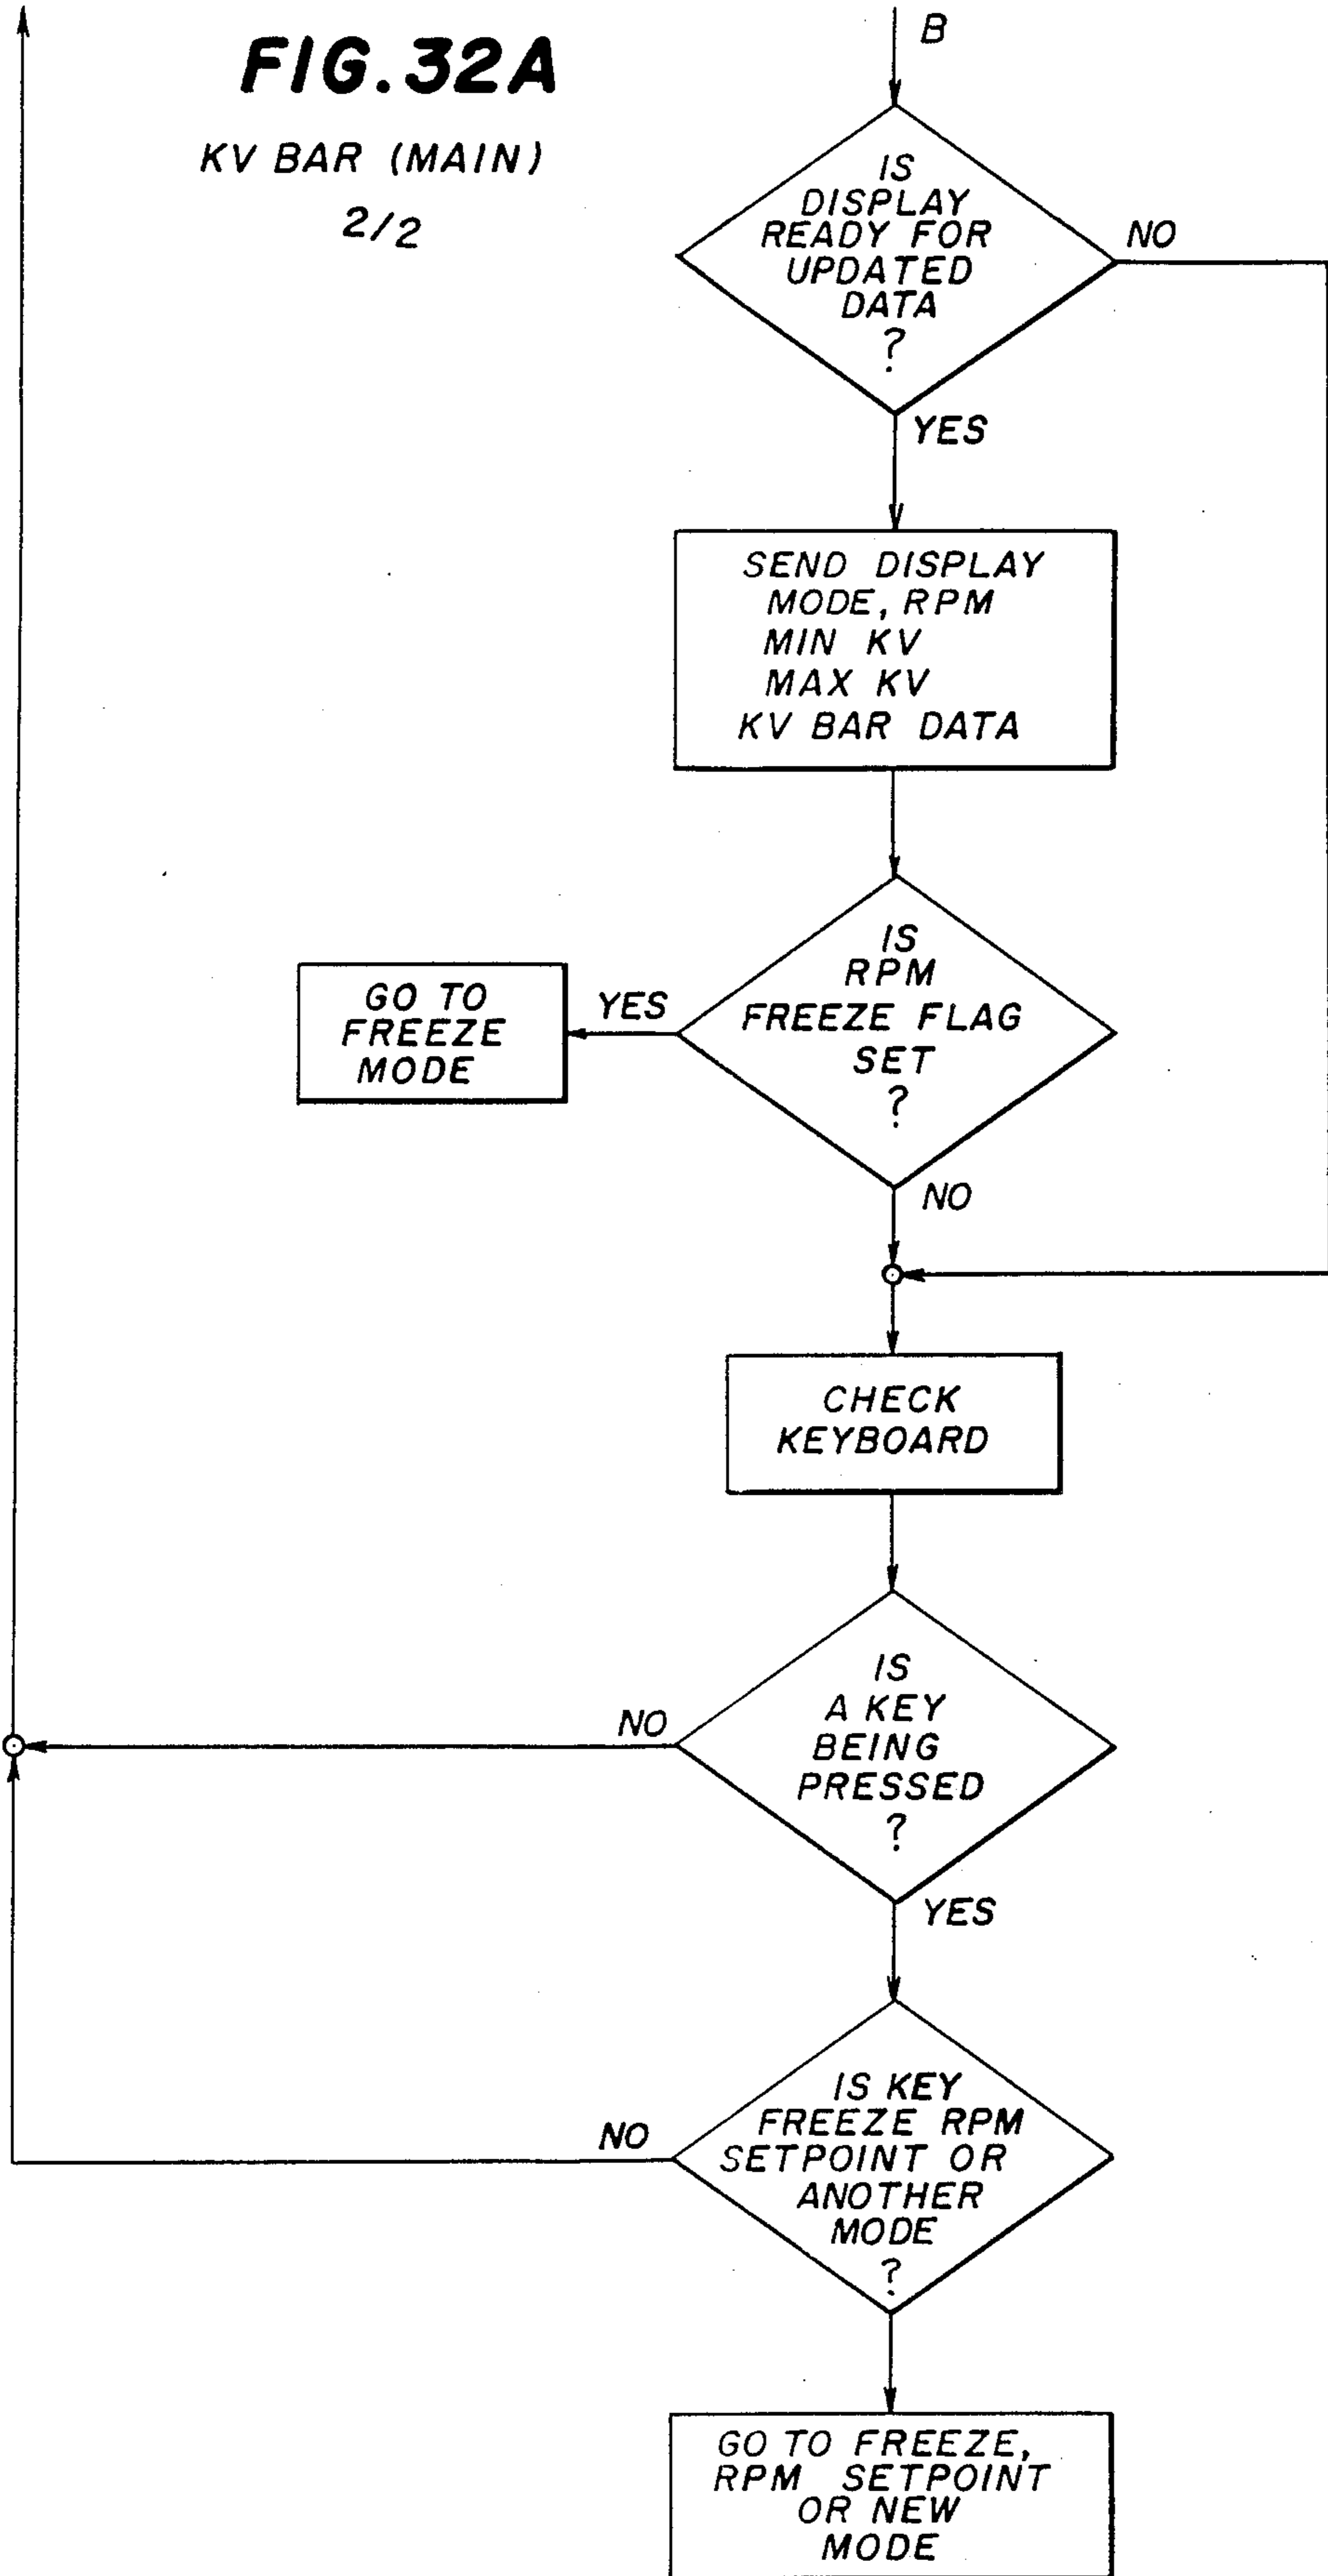 FIG. 32A
KV BAR (MAIN)
2/2
B
IS
DISPLAY
READY FOR
UPDATED
DATA
?
NO
YES
SEND DISPLAY
MODE, RPM
MIN KV
MAX KV
KV BAR DATA
IS
RPM
FREEZE FLAG
SET
?
YES
GO TO
FREEZE
MODE
NO
CHECK
KEYBOARD
IS
A KEY
BEING
PRESSED
?
NO
YES
IS KEY
FREEZE RPM
SETPOINT OR
ANOTHER
MODE
?
NO
GO TO FREEZE,
RPM SETPOINT
OR NEW
MODE